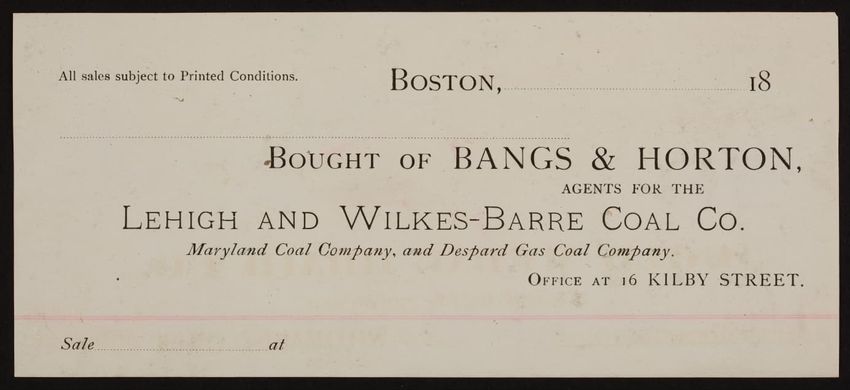 All sales subject to Printed Conditions.
BOSTON, 18
BOUGHT OF BANGS & HORTON,
AGENTS FOR THE
LEHIGH AND WILKES-BARRE COAL CO.
Maryland Coal Company, and Despard Gas Coal Company.
OFFICE AT 16 KILBY STREET.
Sale at